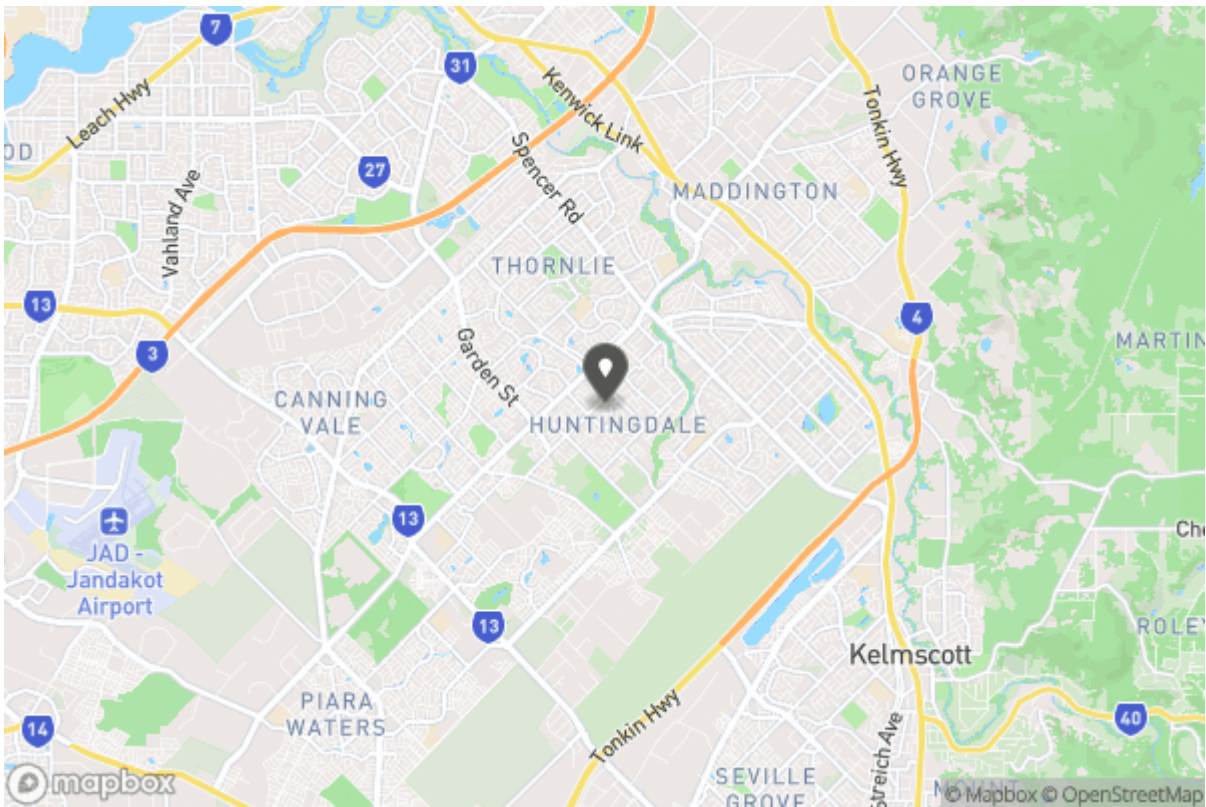 7
31
Leach Hwy
Kenwick Link
ORANGE
GROVE
Tonkin Hwy
OD
27
Spencer Rd
MADDINGTON
Vahland Ave
THORNLIE
13
4
3
Garden St
MARTIN
CANNING
VALE
HUNTINGDALE
13
JAD -
Jandakot
Airport
Che
13
ROLEY
Kelmscott
PIARA
WATERS
Tonkin Hwy
14
40
Streich Ave
SEVILLE
GROVE
mapbox
© Mapbox © OpenStreetMap